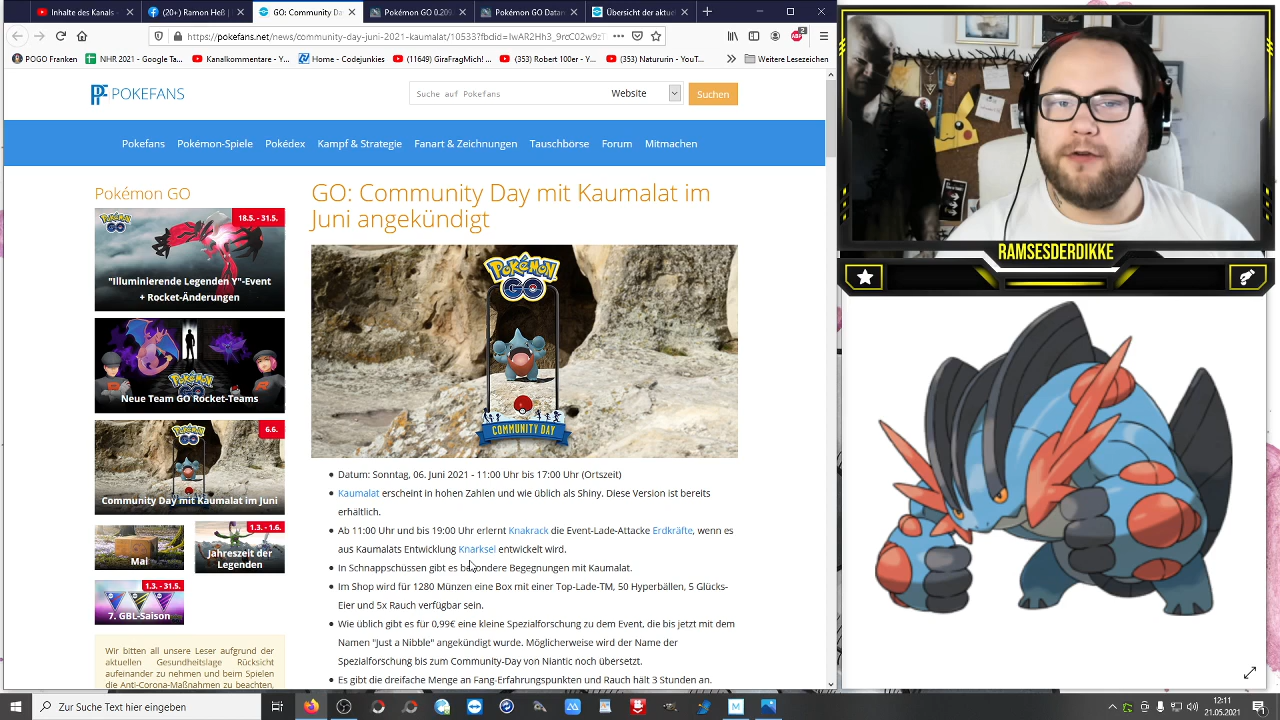 Inhalte des Kanals
(20+) Ramon Heß |
GO: Community Da
Pokémon GO 0.209
Pokémon GO Daten
Übersicht der aktuel
https://pokefans.net/news/community-day
POGO Franken
NHR 2021 - Google Ta...
Kanalkommentare - Yout...
Home - Codejunkies
(11649) GiraFragMichl ...
(353) Robert 100er - Y...
(353) Natururin - YouT...
Weitere Lesezeichen
POKEFANS
Suche auf Pokefans
Website
Suchen
Pokefans
Pokémon-Spiele
Pokédex
Kampf & Strategie
Fanart & Zeichnungen
Tauschbörse
Forum
Mitmachen
Pokémon GO
18.5. - 31.5.
"Illuminierende Legenden Y"-Event
+ Rocket-Änderungen
Neue Team GO Rocket-Teams
6.6.
Community Day mit Kaumalat im Juni
Mai
1.3. - 1.6.
Jahreszeit der
Legenden
1.3. - 31.5.
7. GBL-Saison
Wir bitten all unsere Leser aufgrund der
aktuellen Gesundheitslage Rücksicht
aufeinander zu nehmen und beim Spielen
die Anti-Corona-Maßnahmen zu beachten,
GO: Community Day mit Kaumalat im
Juni angekündigt
Pokémon
GO
COMMUNITY DAY
Datum: Sonntag, 06. Juni 2021 - 11:00 Uhr bis 17:00 Uhr (Ortszeit)
Kaumalat erscheint in hohen Zahlen und wie üblich als Shiny. Diese Version ist bereits
erhältlich.
Ab 11:00 Uhr und bis 19:00 Uhr erlernt Knakrack die Event-Lade-Attacke Erdkräfte, wenn es
aus Kaumalats Entwicklung Knarksel entwickelt wird.
In Schnappschüssen gibt es besondere Begegnungen mit Kaumalat.
Im Shop wird für 1280 Münzen eine Box mit einer Top-Lade-TM, 50 Hyperbällen, 5 Glücks-
Eier und 5x Rauch verfügbar sein.
Wie üblich gibt es für 0,99€ eine kleine Spezialforschung zu dem Event, die bis jetzt mit dem
Namen "Just a Nibble" angekündigt wurde. Möglicherweise wird der Name der
Spezialforschung bis zum Community-Day von Niantic noch übersetzt.
Es gibt die dreifache Menge an Fang-Erfahrungspunkten und Rauch hält 3 Stunden an.
RAMSESDERDIKKE
Zur Suche Text hier eingeben
12:11
21.05.2021